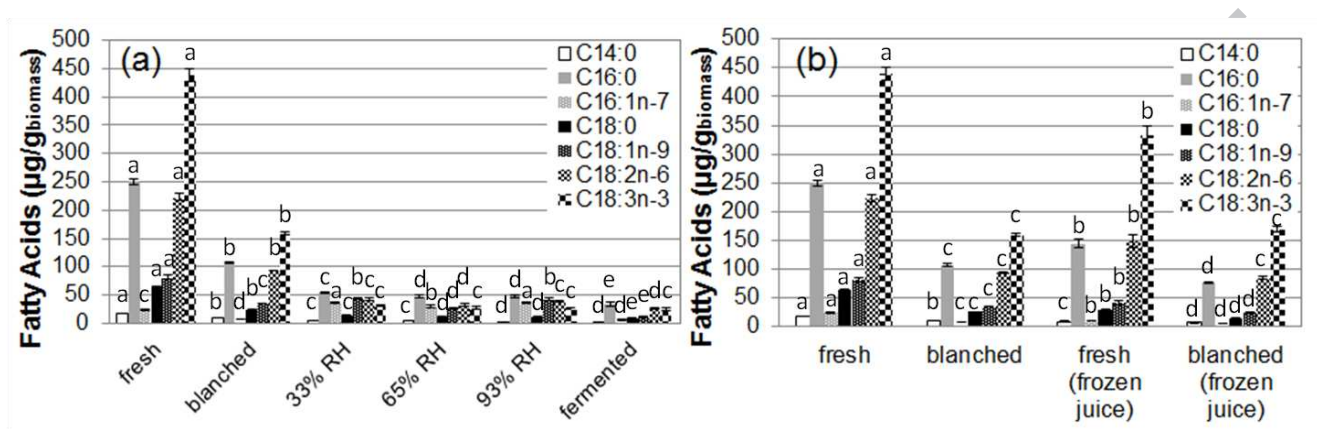 (a)
Fatty Acids (µg/gbiomass)
500
450
400
350
300
250
200
150
100
50
0
C14:0
C16:0
C16:1n-7
C18:0
C18:1n-9
C18:2n-6
C18:3n-3
a a c a a a a
b b d b c b b
c c a c b c c
c d b d d d c
d d a d b c c
d e d e e d c
fresh
blanched
33% RH
65% RH
93% RH
fermented
(b)
Fatty Acids (µg/gbiomass)
500
450
400
350
300
250
200
150
100
50
0
C14:0
C16:0
C16:1n-7
C18:0
C18:1n-9
C18:2n-6
C18:3n-3
a a a a a a a
b c c c c c c
c b b b b b b
d d d d d d c
fresh
blanched
fresh
(frozen
juice)
blanched
(frozen
juice)